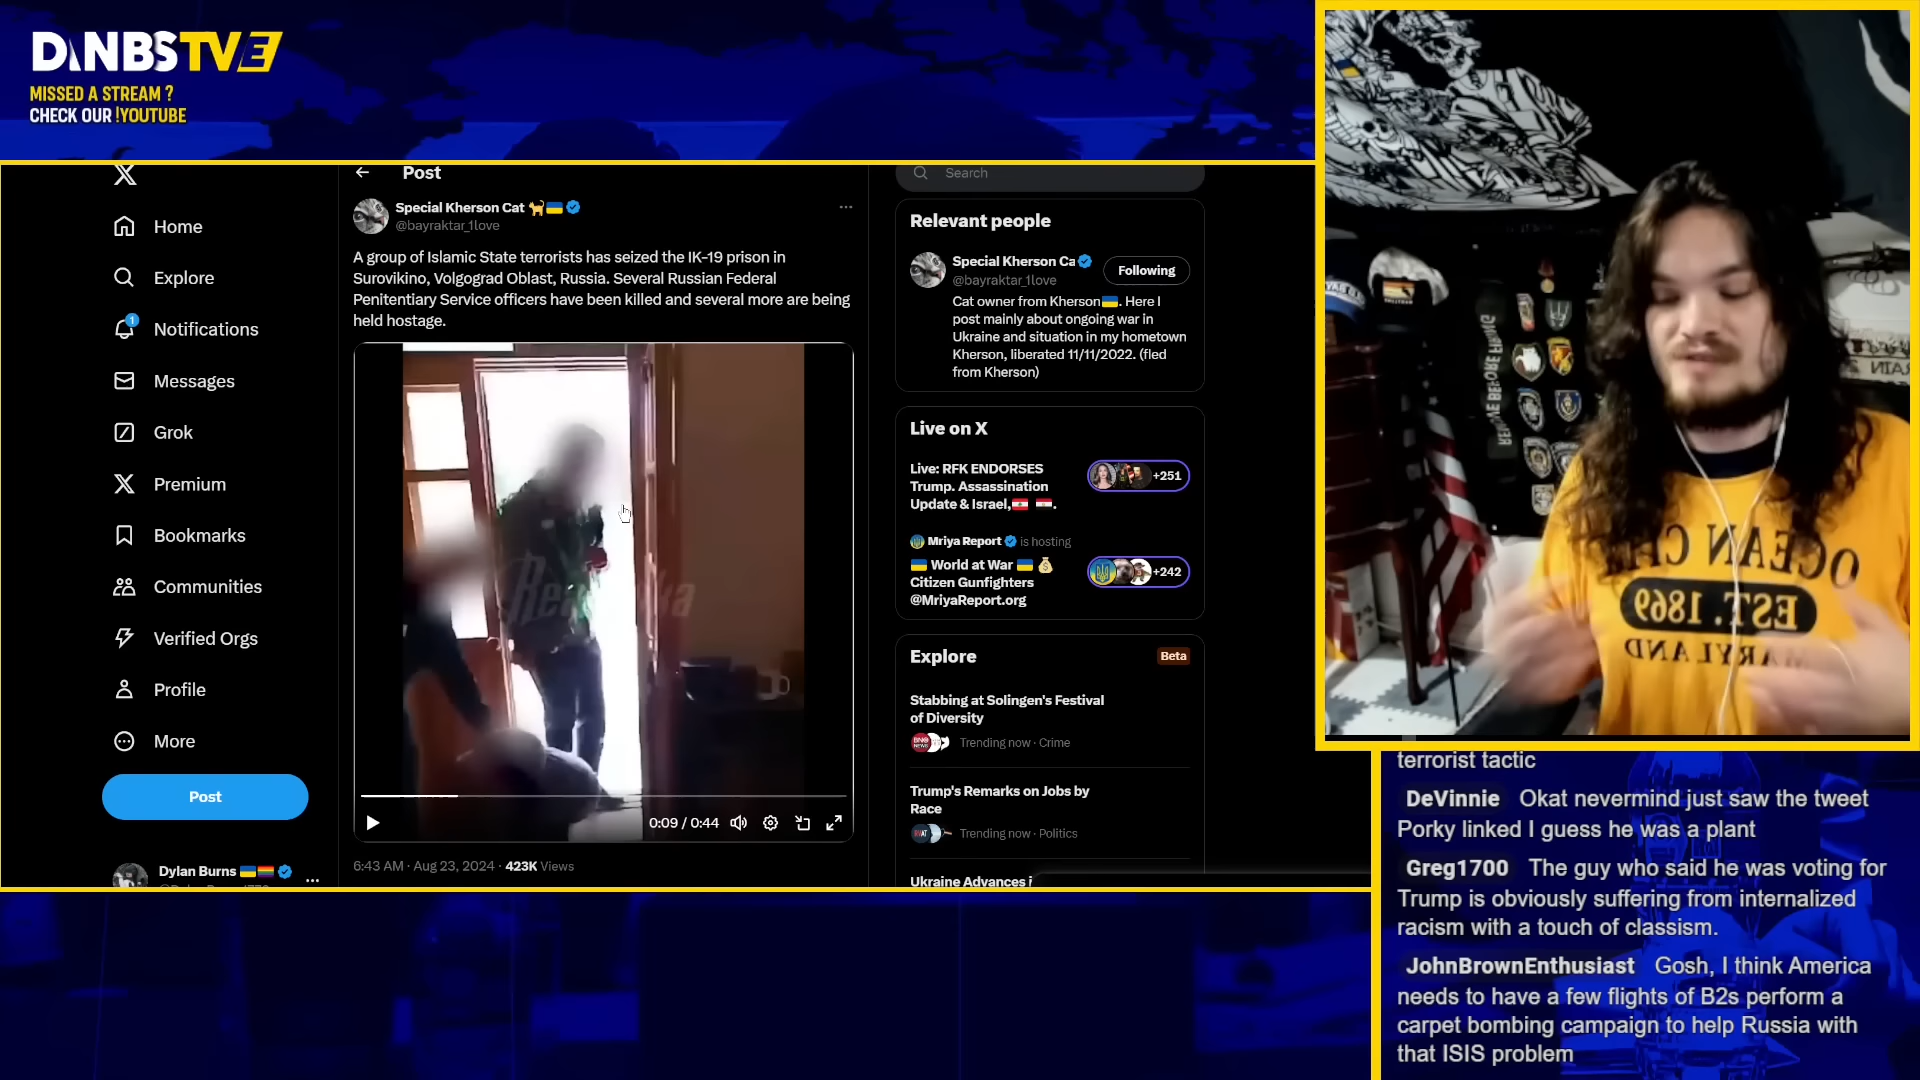 DANBSTV
MISSED A STREAM ?
CHECK OUR !YOUTUBE
Home
Explore
1
Notifications
Messages
Grok
Premium
Bookmarks
Communities
Verified Orgs
Profile
More
Post
Dylan Burns
Post
Special Kherson Cat
@bayraktar_1love
A group of Islamic State terrorists has seized the IK-19 prison in
Surovikino, Volgograd Oblast, Russia. Several Russian Federal
Penitentiary Service officers have been killed and several more are being
held hostage.
0:09 / 0:44
6:43 AM · Aug 23, 2024 · 423K Views
Search
Relevant people
Special Kherson Ca
Following
@bayraktar_1love
Cat owner from Kherson. Here I
post mainly about ongoing war in
Ukraine and situation in my hometown
Kherson, liberated 11/11/2022. (fled
from Kherson)
Live on X
Live: RFK ENDORSES
Trump. Assassination
Update & Israel,
+251
Mriya Report is hosting
World at War
Citizen Gunfighters
@MriyaReport.org
+242
Explore
Beta
Stabbing at Solingen's Festival
of Diversity
Trending now · Crime
Trump's Remarks on Jobs by
Race
Trending now · Politics
Ukraine Advances i
REMOVE BEFORE FIRING
OCEAN C
EST. 1869
MARYLAND
terrorist tactic
DeVinnie Okat nevermind just saw the tweet
Porky linked I guess he was a plant
Greg1700 The guy who said he was voting for
Trump is obviously suffering from internalized
racism with a touch of classism.
JohnBrownEnthusiast Gosh, I think America
needs to have a few flights of B2s perform a
carpet bombing campaign to help Russia with
that ISIS problem